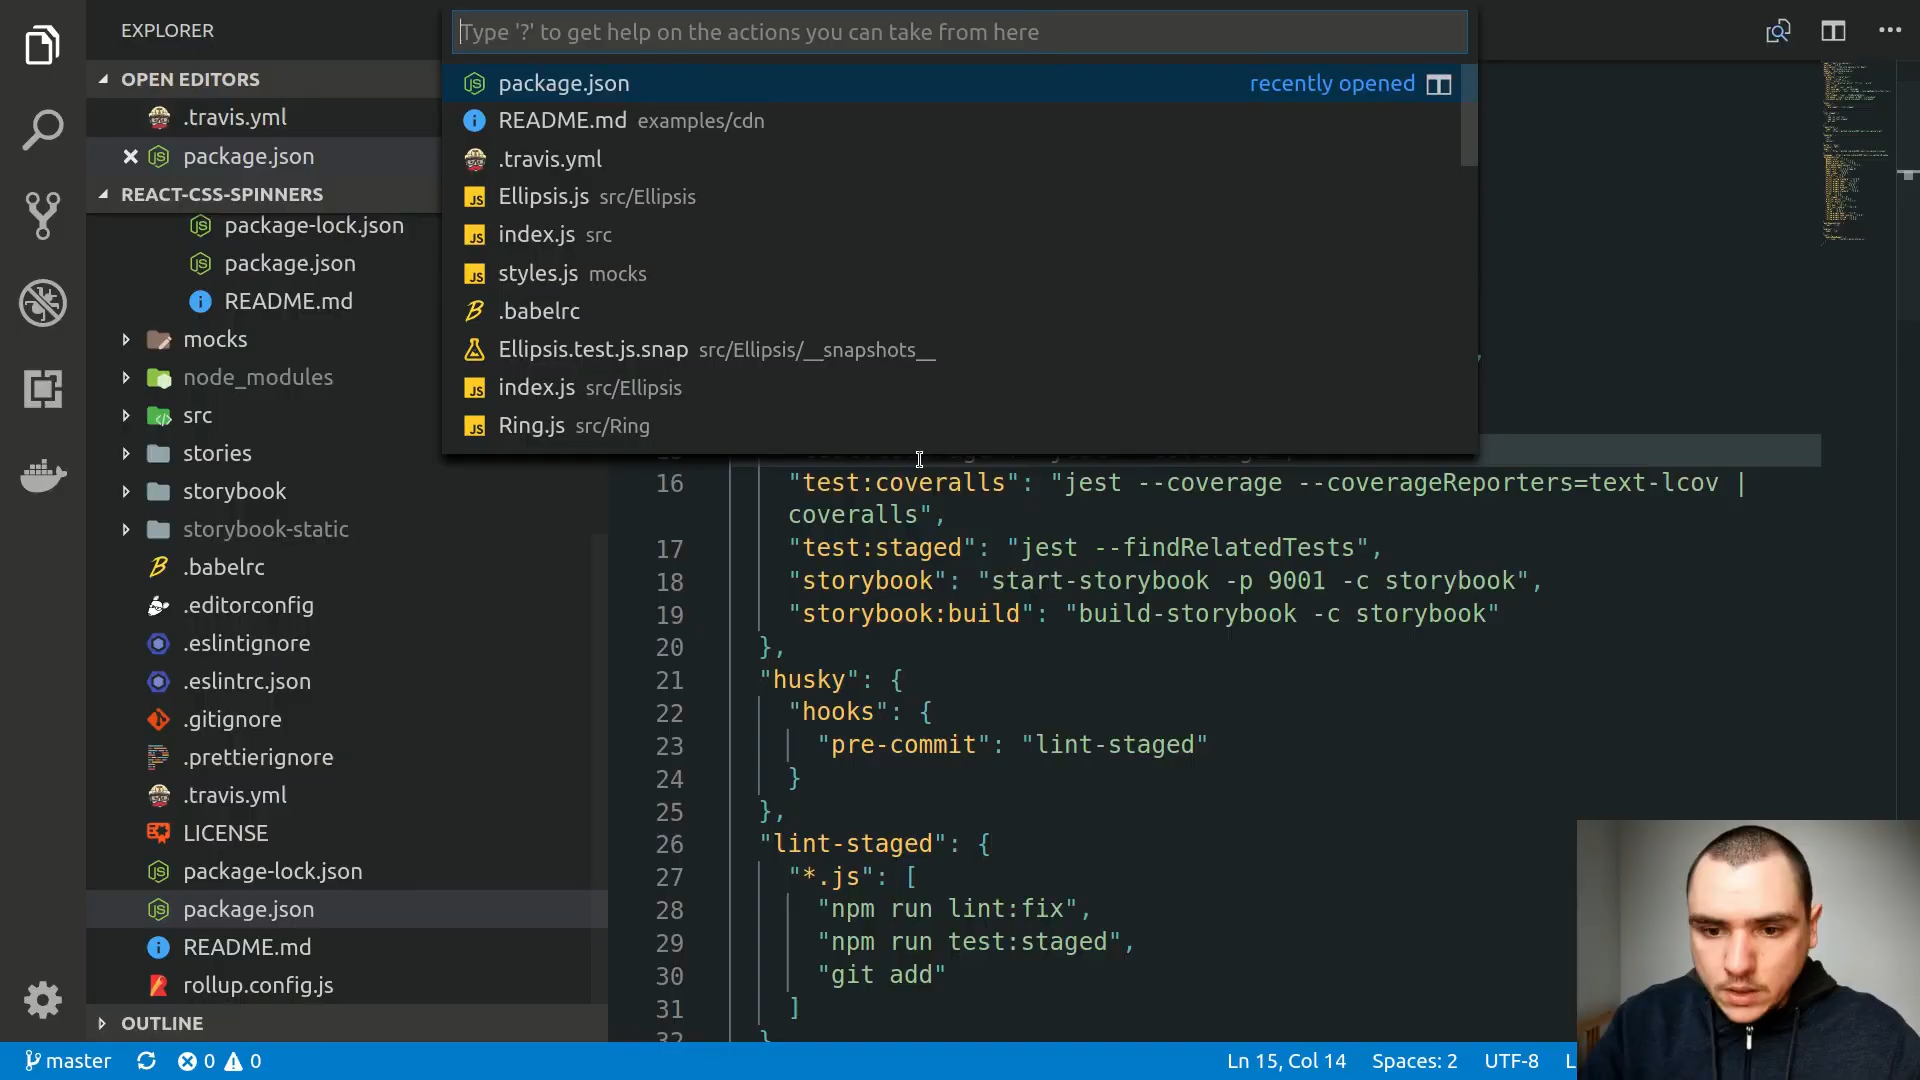 EXPLORER
OPEN EDITORS
.travis.yml
package.json
REACT-CSS-SPINNERS
package-lock.json
package.json
README.md
mocks
node_modules
src
stories
storybook
storybook-static
.babelrc
.editorconfig
.eslintignore
.eslintrc.json
.gitignore
.prettierignore
.travis.yml
LICENSE
package-lock.json
package.json
README.md
rollup.config.js
OUTLINE
Type '?' to get help on the actions you can take from here
package.json recently opened
README.md examples/cdn
.travis.yml
Ellipsis.js src/Ellipsis
index.js src
styles.js mocks
.babelrc
Ellipsis.test.js.snap src/Ellipsis/__snapshots__
index.js src/Ellipsis
Ring.js src/Ring
16 "test:coveralls": "jest --coverage --coverageReporters=text-lcov |
coveralls",
17 "test:staged": "jest --findRelatedTests",
18 "storybook": "start-storybook -p 9001 -c storybook",
19 "storybook:build": "build-storybook -c storybook"
20 },
21 "husky": {
22 "hooks": {
23 "pre-commit": "lint-staged"
24 }
25 },
26 "lint-staged": {
27 "*.js": [
28 "npm run lint:fix",
29 "npm run test:staged",
30 "git add"
31 ]
master 0 0 Ln 15, Col 14 Spaces: 2 UTF-8 L